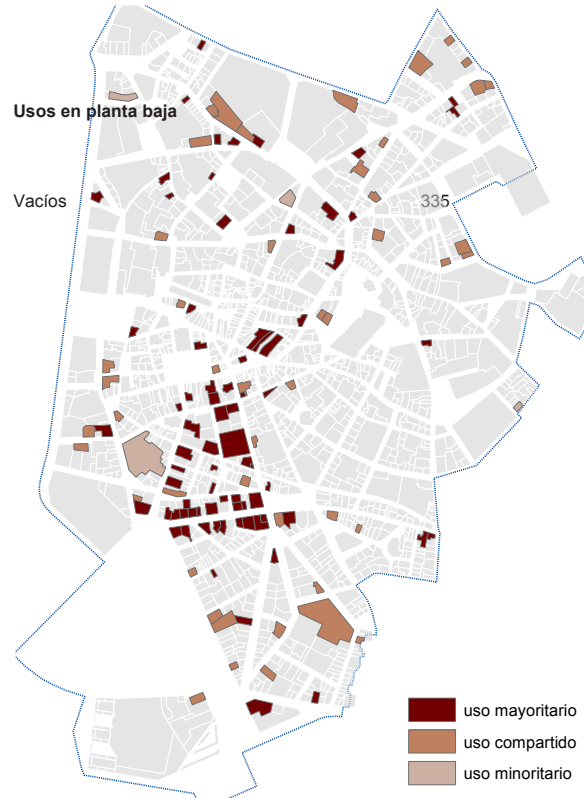 Usos en planta baja
Vacíos
335
uso mayoritario
uso compartido
uso minoritario